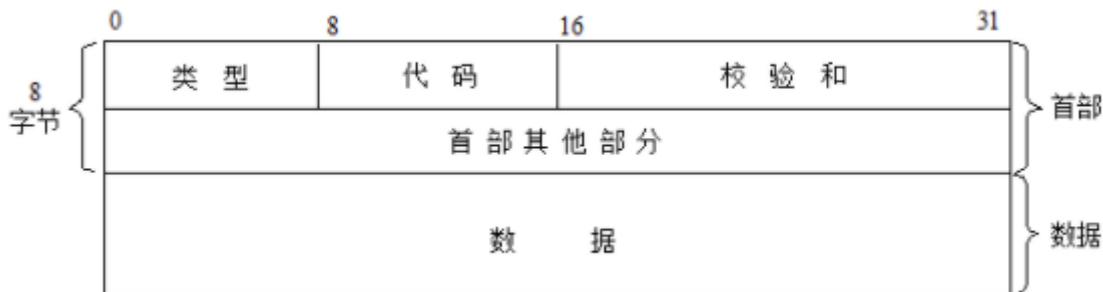 0 8 16 31
类 型 代 码 校 验 和
8
字节
首部
首 部 其 他 部 分
数 据
数据